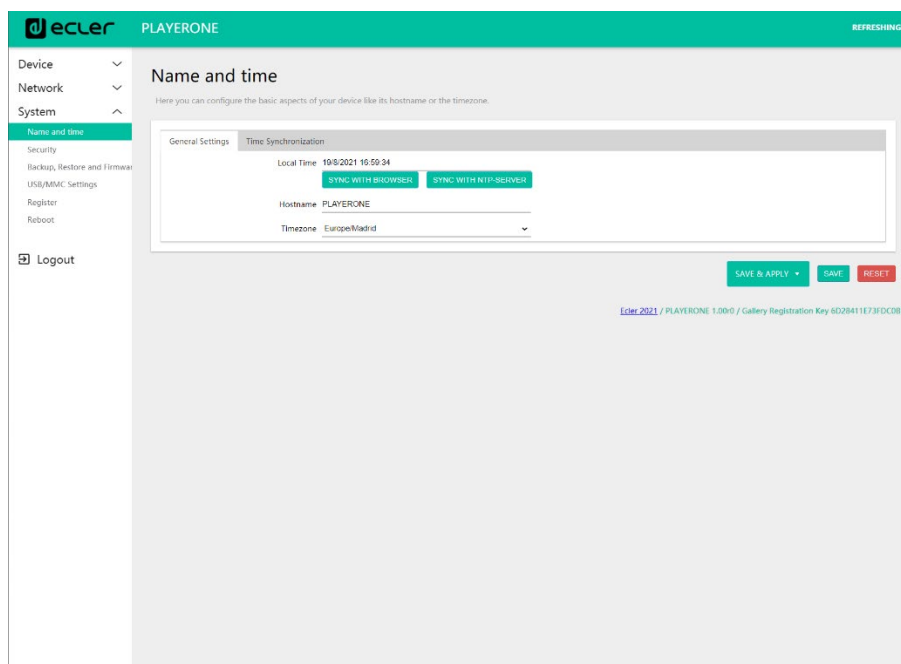 ecler PLAYERONE REFRESHING
Device
Network
System
Name and time
Security
Backup, Restore and Firmwar
USB/MMC Settings
Register
Reboot
Logout
Name and time
Here you can configure the basic aspects of your device like its hostname or the timezone.
General Settings Time Synchronization
Local Time 19/8/2021 16:59:34
SYNC WITH BROWSER SYNC WITH NTP-SERVER
Hostname PLAYERONE
Timezone Europe/Madrid
SAVE & APPLY SAVE RESET
Ecler 2021 / PLAYERONE 1.00r0 / Gallery Registration Key 6D28411E73FDC0B